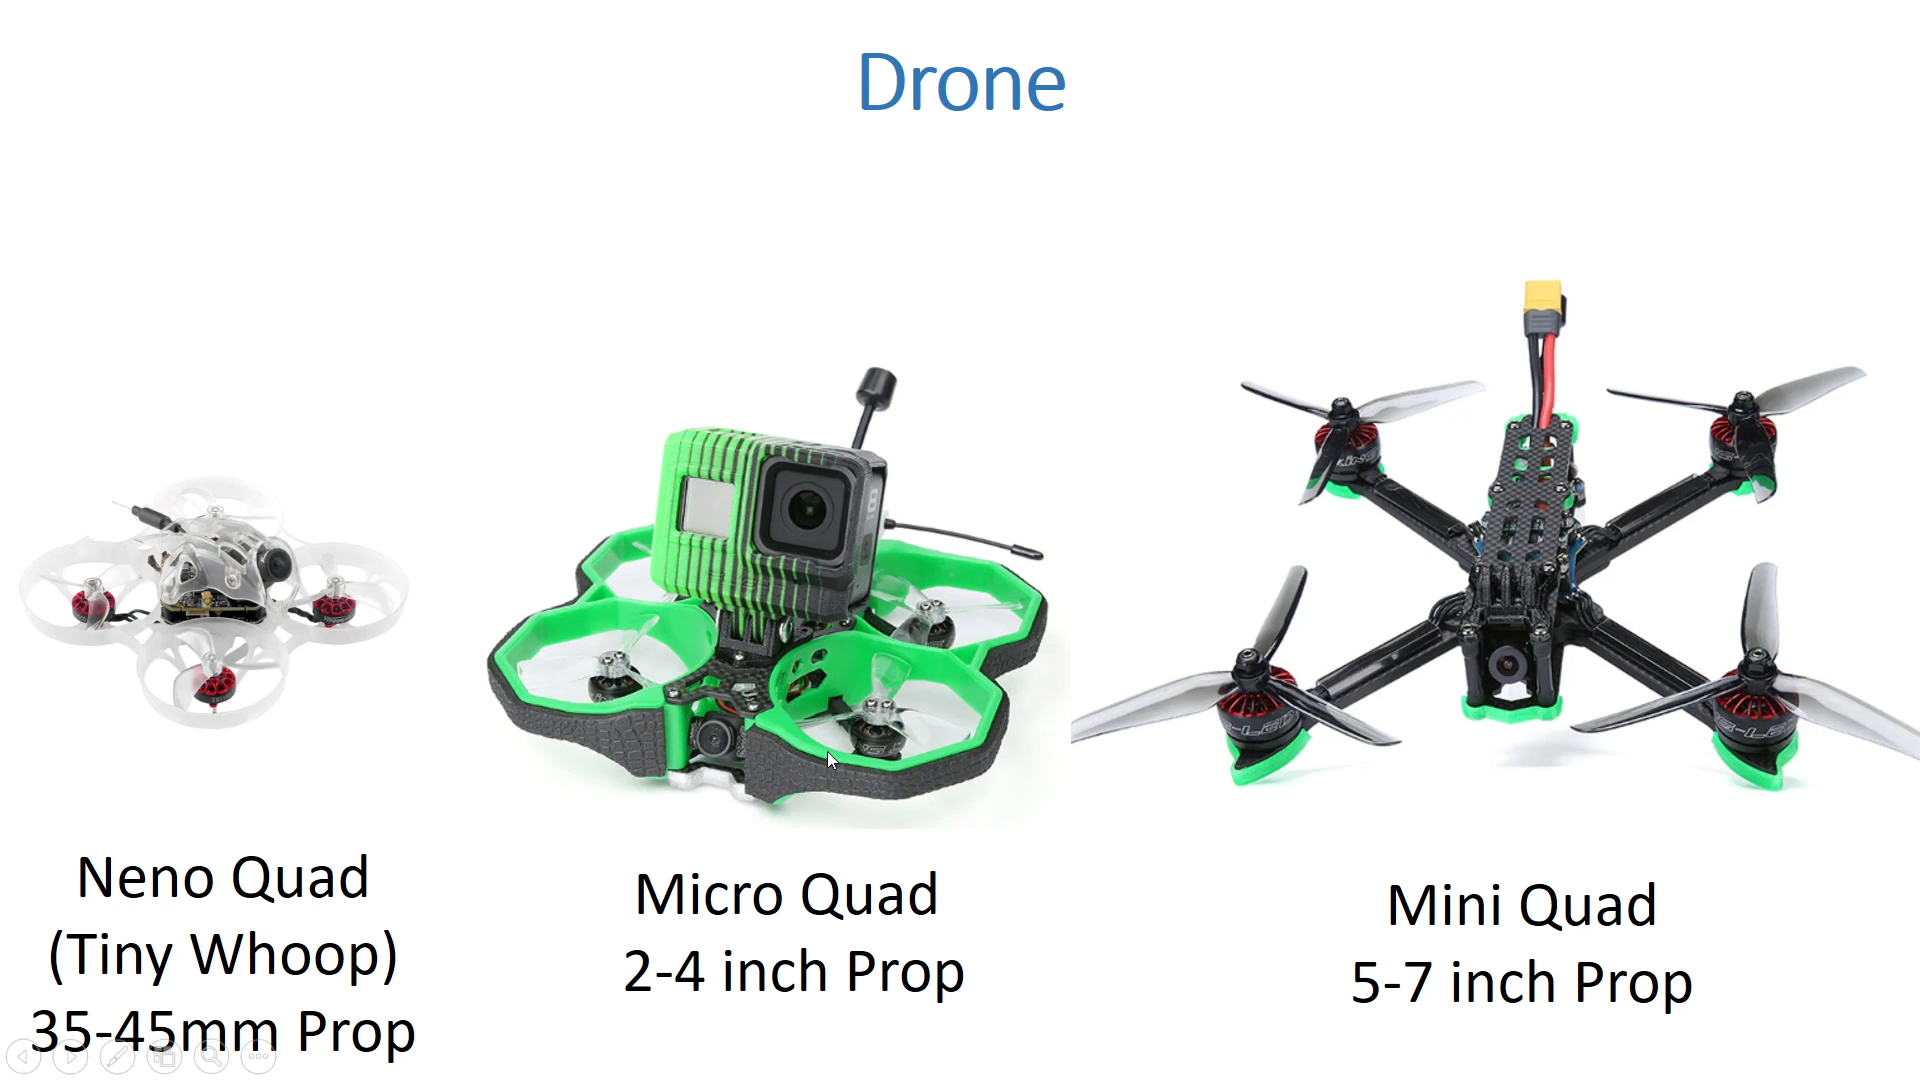 Drone
Neno Quad
(Tiny Whoop)
35-45mm Prop
Micro Quad
2-4 inch Prop
Mini Quad
5-7 inch Prop